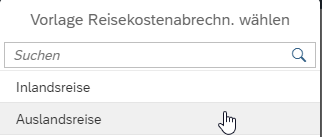 Vorlage Reisekostenabrechn. wählen
Suchen
Inlandsreise
Auslandsreise